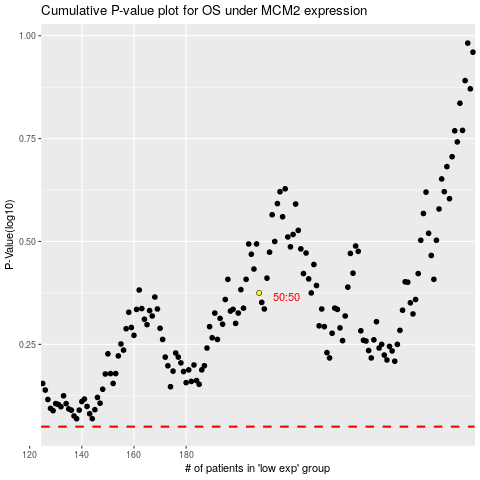 Cumulative P-value plot for OS under MCM2 expression
P-Value(log10)
1.00
0.75
0.50
0.25
50:50
120 140 160 180
# of patients in 'low exp' group